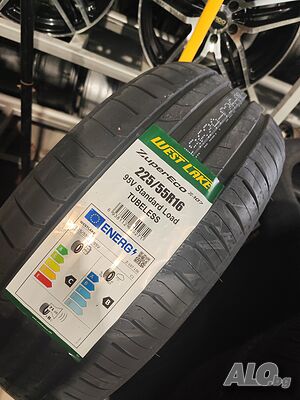 WEST LAKE
ZuperEco Z-107
225/55R16
95V Standard Load
TUBELESS
ENERG
C
B
ALO.bg